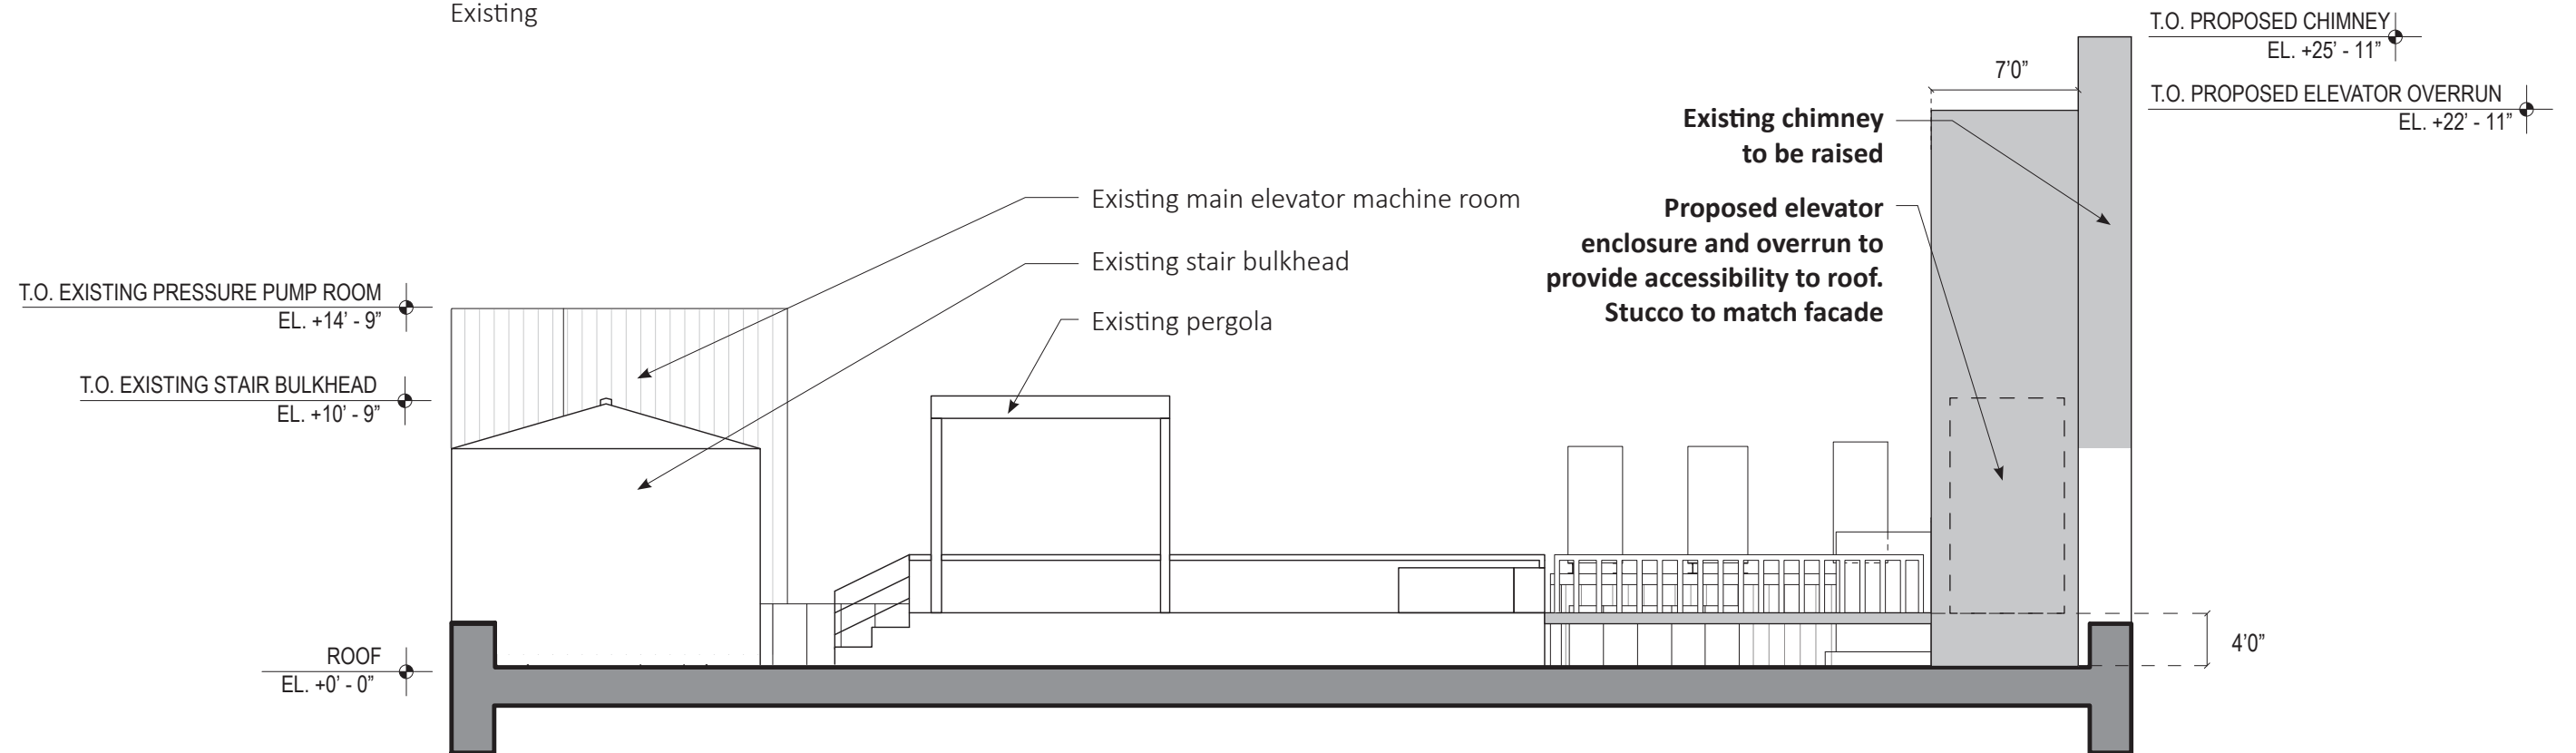 Existing
T.O. PROPOSED CHIMNEY
EL. +25’ - 11”
7’0”
T.O. PROPOSED ELEVATOR OVERRUN
EL. +22’ - 11”
Existing chimney
to be raised
Existing main elevator machine room
Proposed elevator
enclosure and overrun to
provide accessibility to roof.
Stucco to match facade
Existing stair bulkhead
Existing pergola
T.O. EXISTING PRESSURE PUMP ROOM
EL. +14’ - 9”
T.O. EXISTING STAIR BULKHEAD
EL. +10’ - 9”
ROOF
EL. +0’ - 0”
4’0”